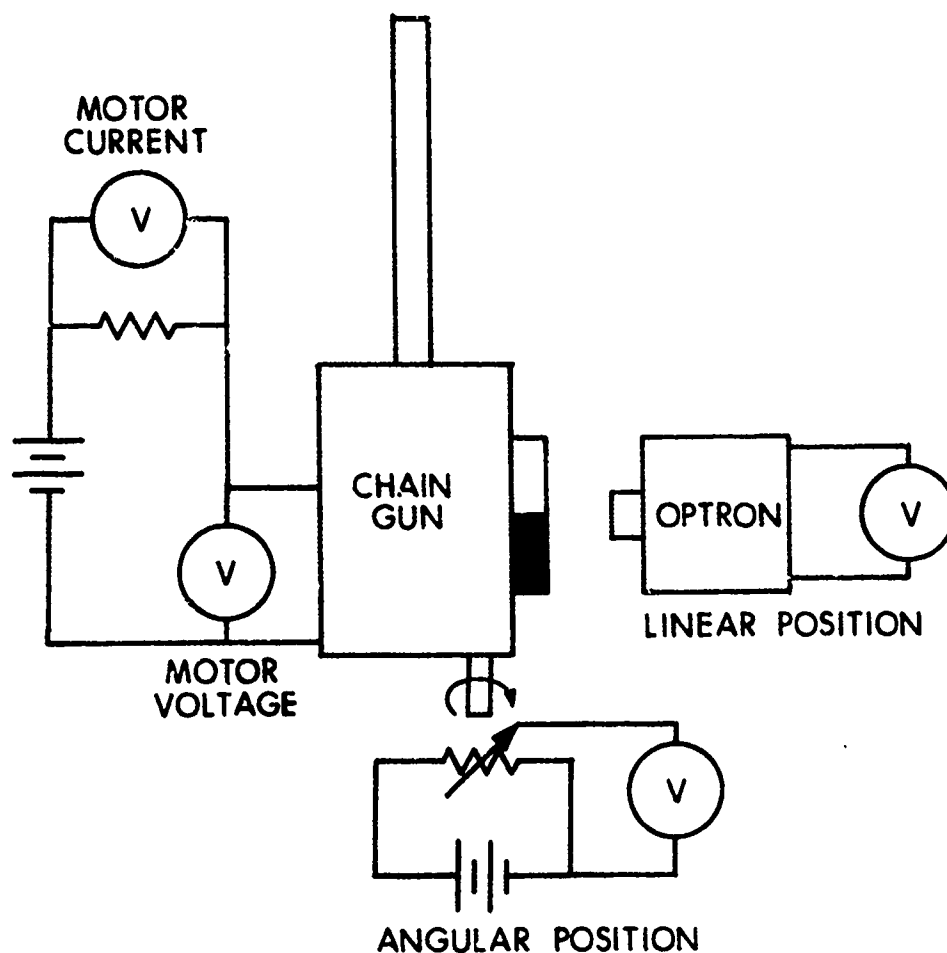 MOTOR
CURRENT
V
CHAIN
GUN
OPTRON
V
V
LINEAR POSITION
MOTOR
VOLTAGE
V
ANGULAR POSITION